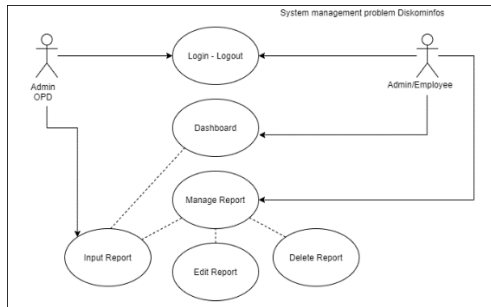 System management problem Diskominfos
Login - Logout
Admin
OPD
Admin/Employee
Dashboard
Manage Report
Input Report
Edit Report
Delete Report